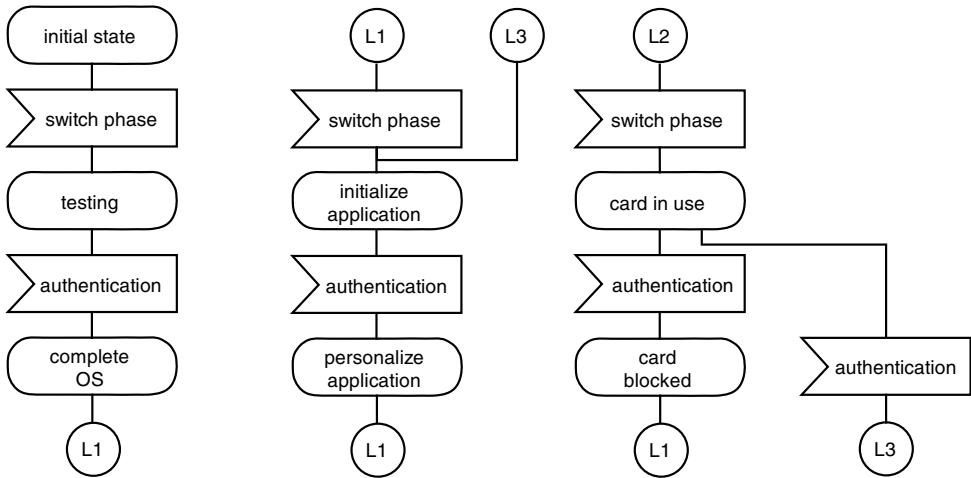 initial state
switch phase
testing
authentication
complete
OS
L1
L1
L3
switch phase
initialize
application
authentication
personalize
application
L1
L2
switch phase
card in use
authentication
card
blocked
L1
authentication
L3